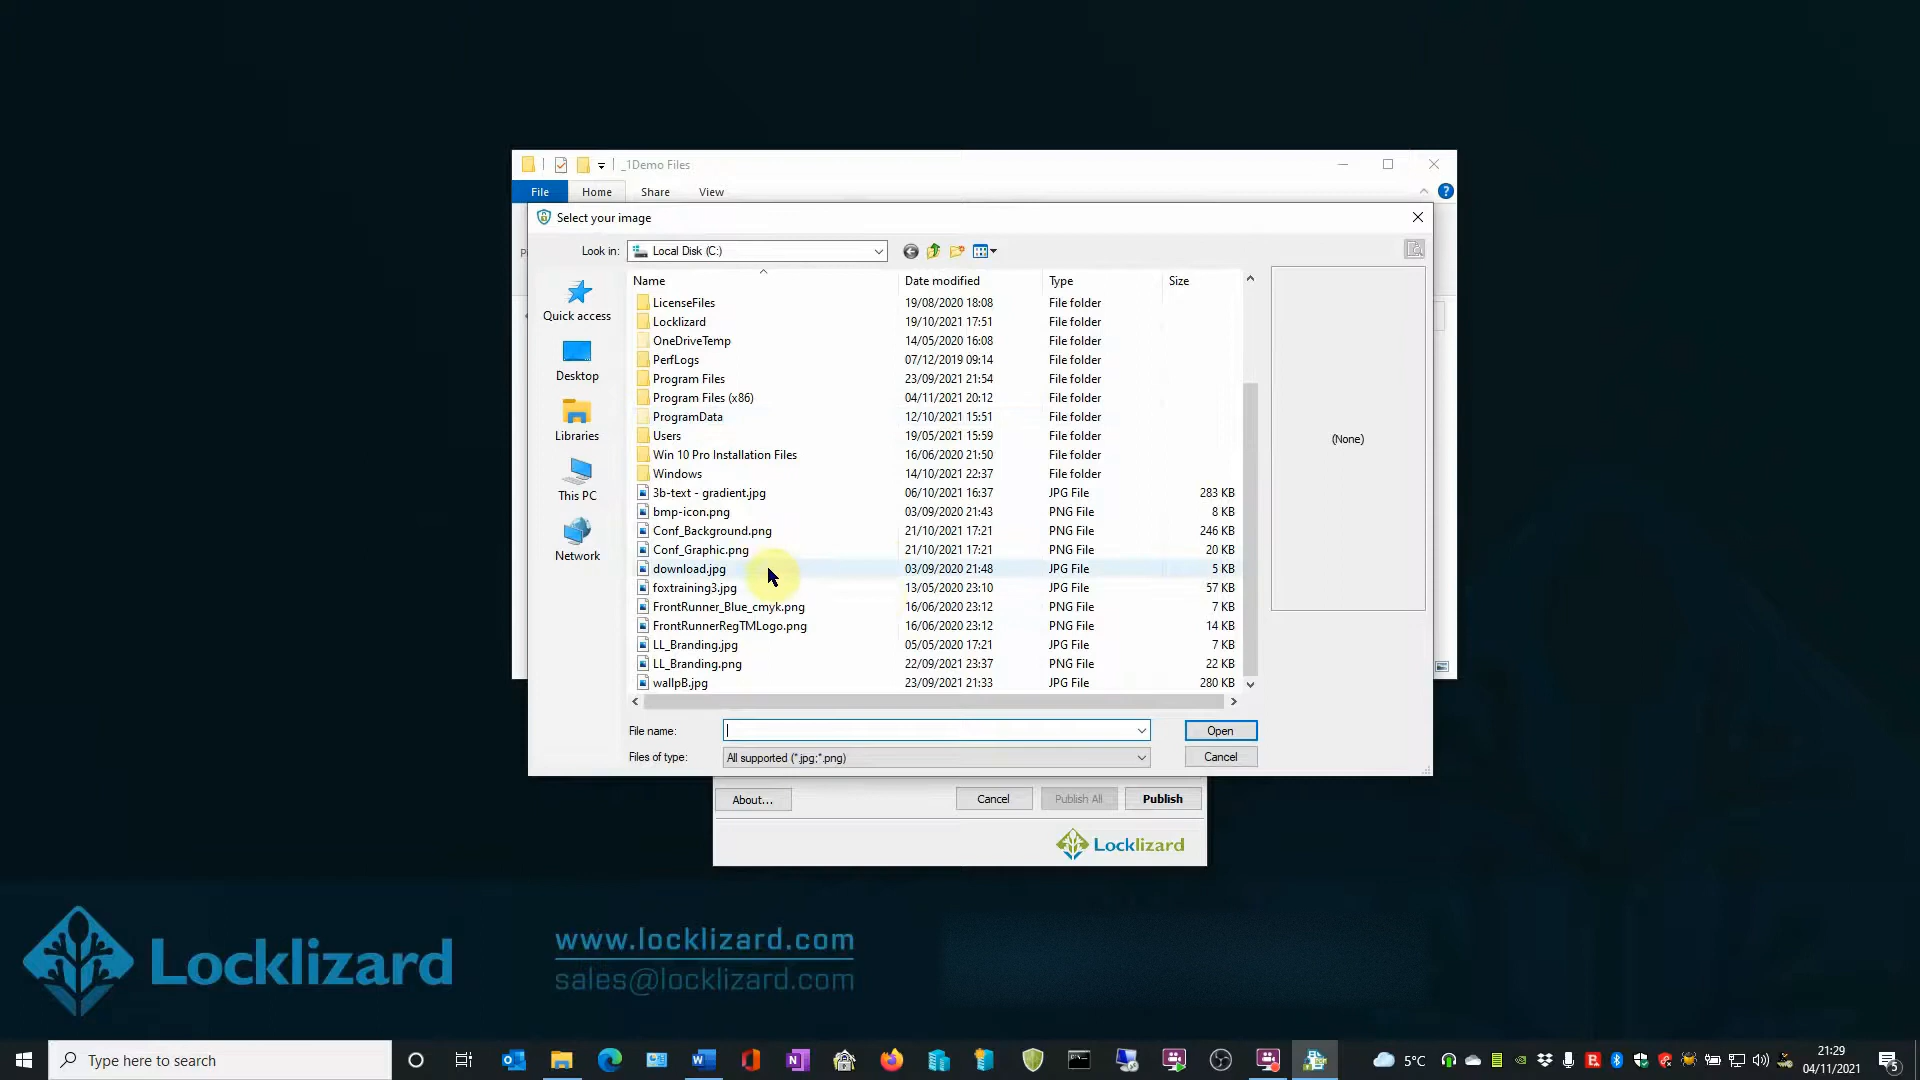 _1Demo Files
File Home Share View
Select your image
Look in: Local Disk (C:)
Name Date modified Type Size
LicenseFiles 19/08/2020 18:08 File folder
Locklizard 19/10/2021 17:51 File folder
OneDriveTemp 14/05/2020 16:08 File folder
PerfLogs 07/12/2019 09:14 File folder
Program Files 23/09/2021 21:54 File folder
Program Files (x86) 04/11/2021 20:12 File folder
ProgramData 12/10/2021 15:51 File folder
Users 19/05/2021 15:59 File folder
Win 10 Pro Installation Files 16/06/2020 21:50 File folder
Windows 14/10/2021 22:37 File folder
3b-text - gradient.jpg 06/10/2021 16:37 JPG File 283 KB
bmp-icon.png 03/09/2020 21:43 PNG File 8 KB
Conf_Background.png 21/10/2021 17:21 PNG File 246 KB
Conf_Graphic.png 21/10/2021 17:21 PNG File 20 KB
download.jpg 03/09/2020 21:48 JPG File 5 KB
foxtraining3.jpg 13/05/2020 23:10 JPG File 57 KB
FrontRunner_Blue_cmyk.png 16/06/2020 23:12 PNG File 7 KB
FrontRunnerRegTMLogo.png 16/06/2020 23:12 PNG File 14 KB
LL_Branding.jpg 05/05/2020 17:21 JPG File 7 KB
LL_Branding.png 22/09/2021 23:37 PNG File 22 KB
wallpB.jpg 23/09/2021 21:33 JPG File 280 KB
Quick access
Desktop
Libraries
This PC
Network
(None)
File name: Open
Files of type: All supported (*.jpg;*.png) Cancel
About... Cancel Publish All Publish
Locklizard
Locklizard
www.locklizard.com
sales@locklizard.com
Type here to search
5°C
21:29
04/11/2021
5